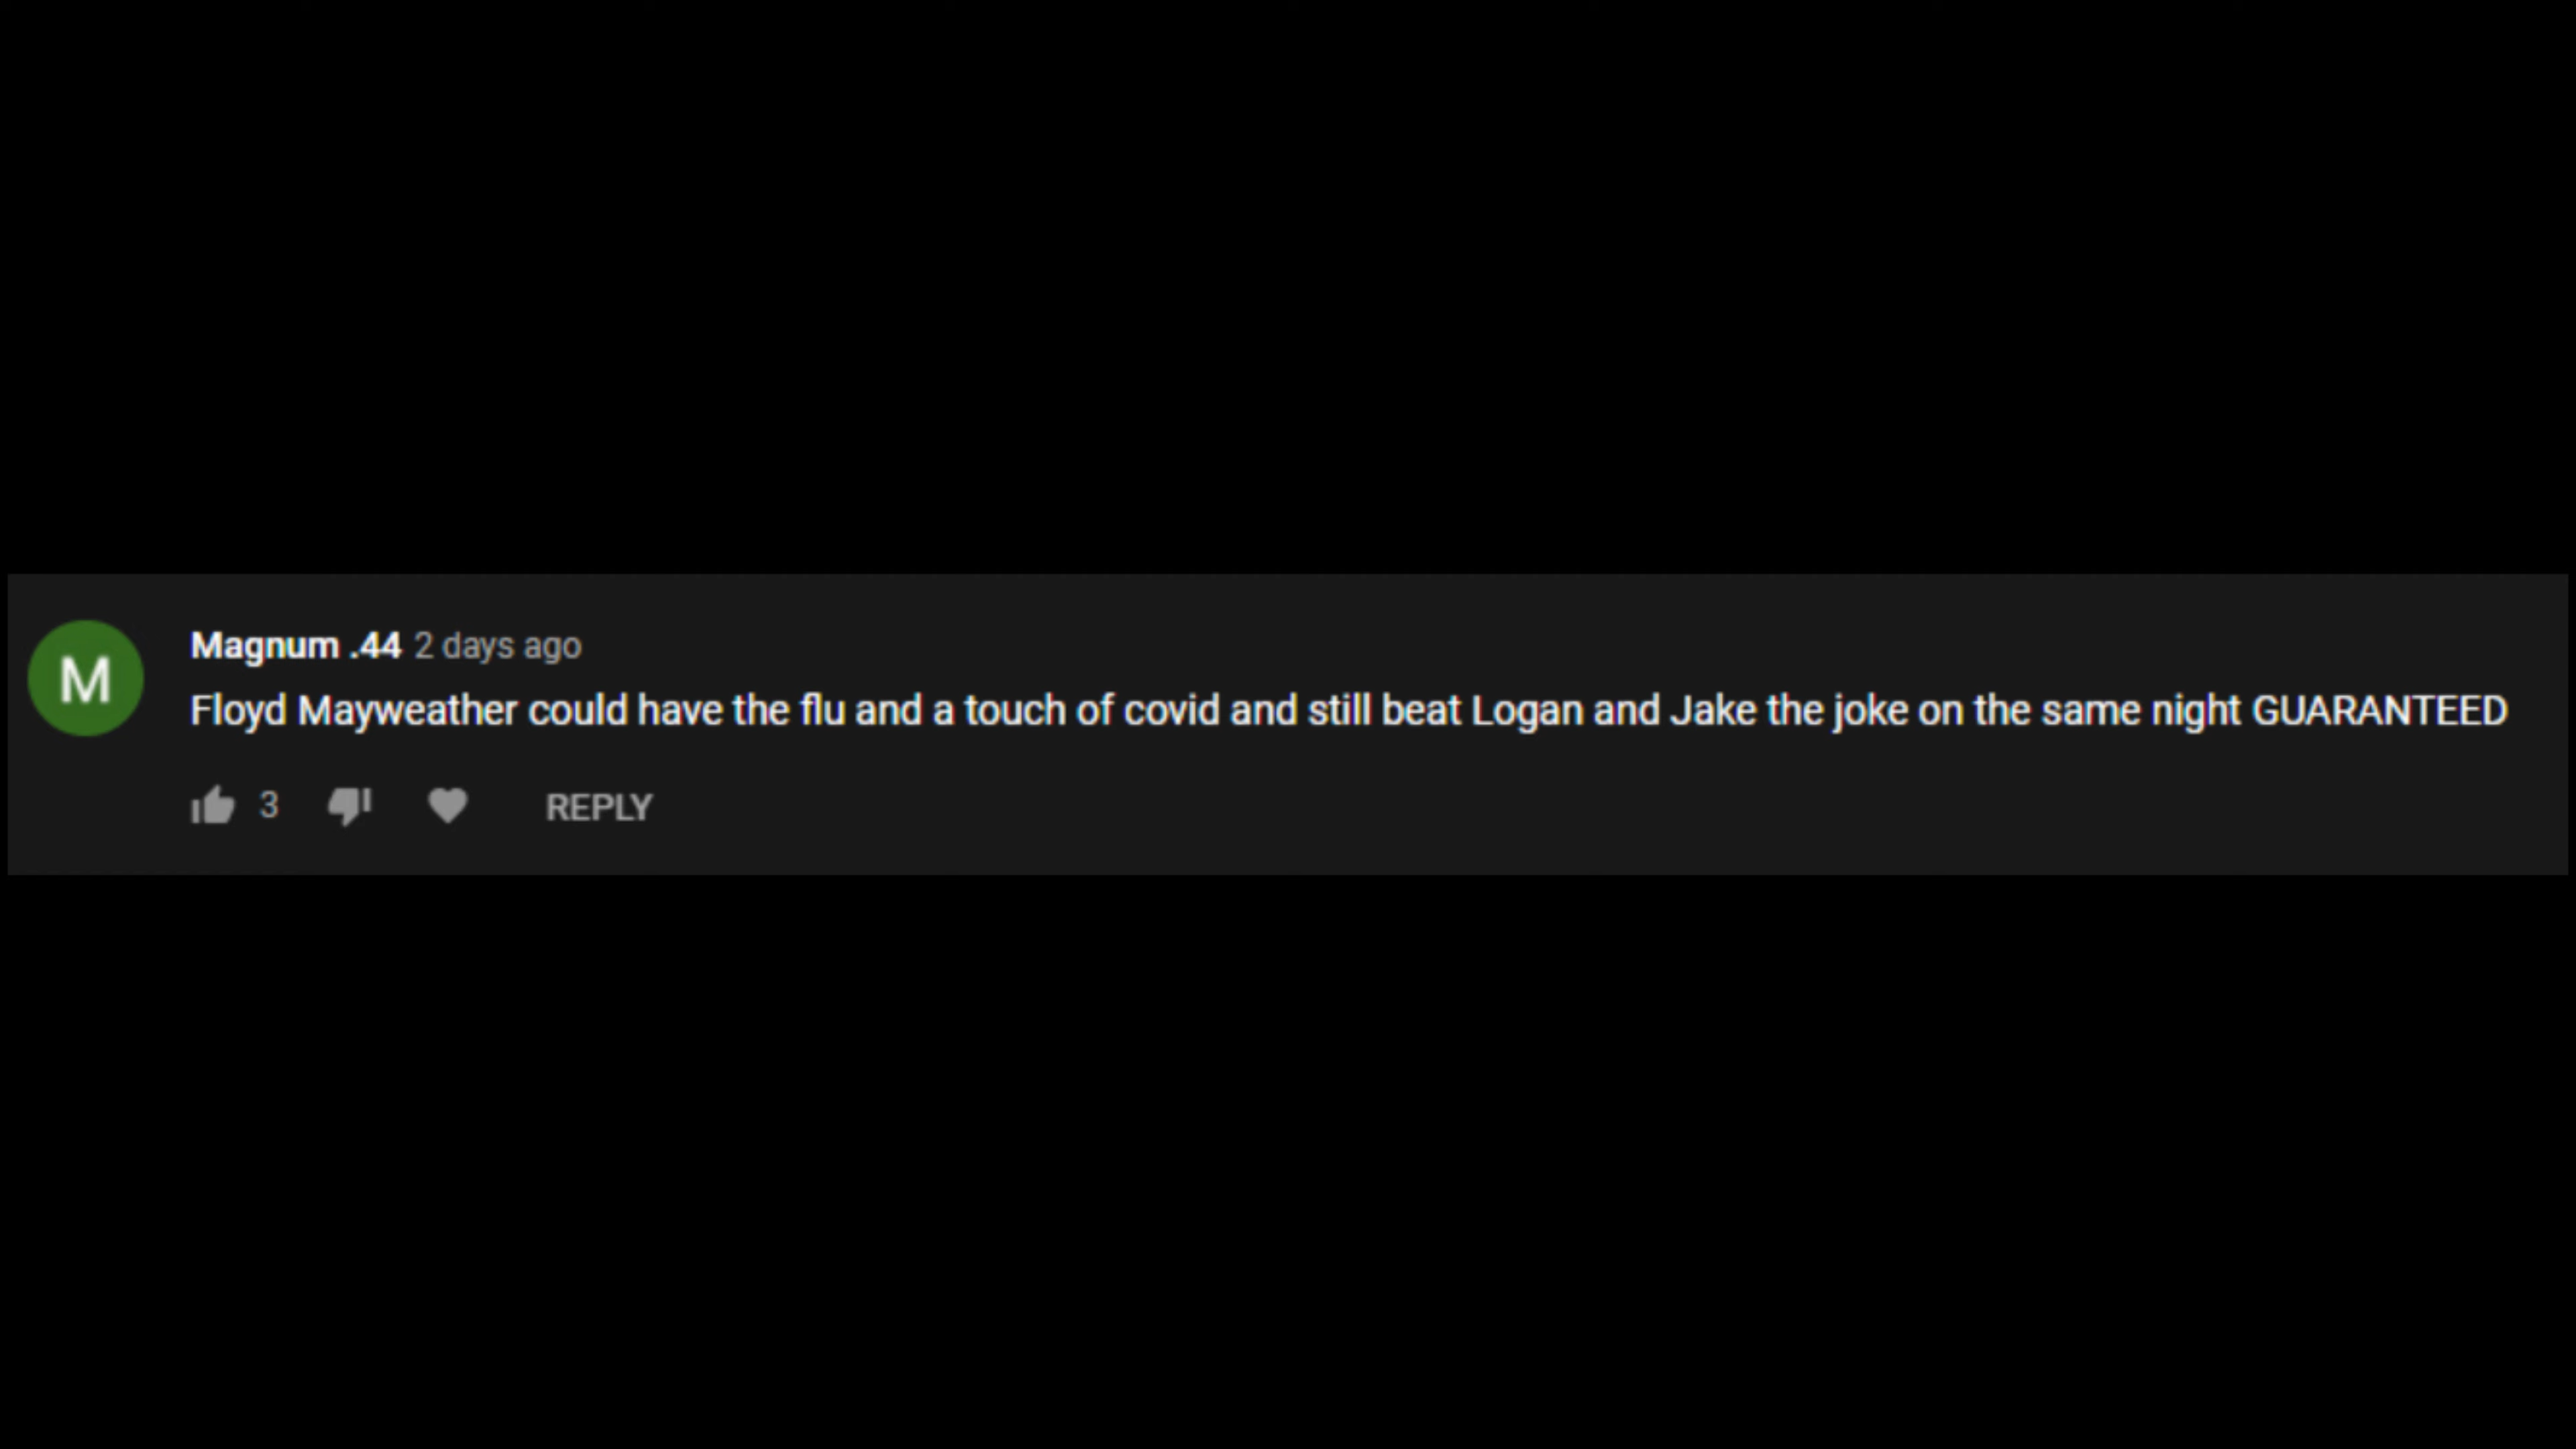 M
Magnum .44 2 days ago
Floyd Mayweather could have the flu and a touch of covid and still beat Logan and Jake the joke on the same night GUARANTEED
3 REPLY